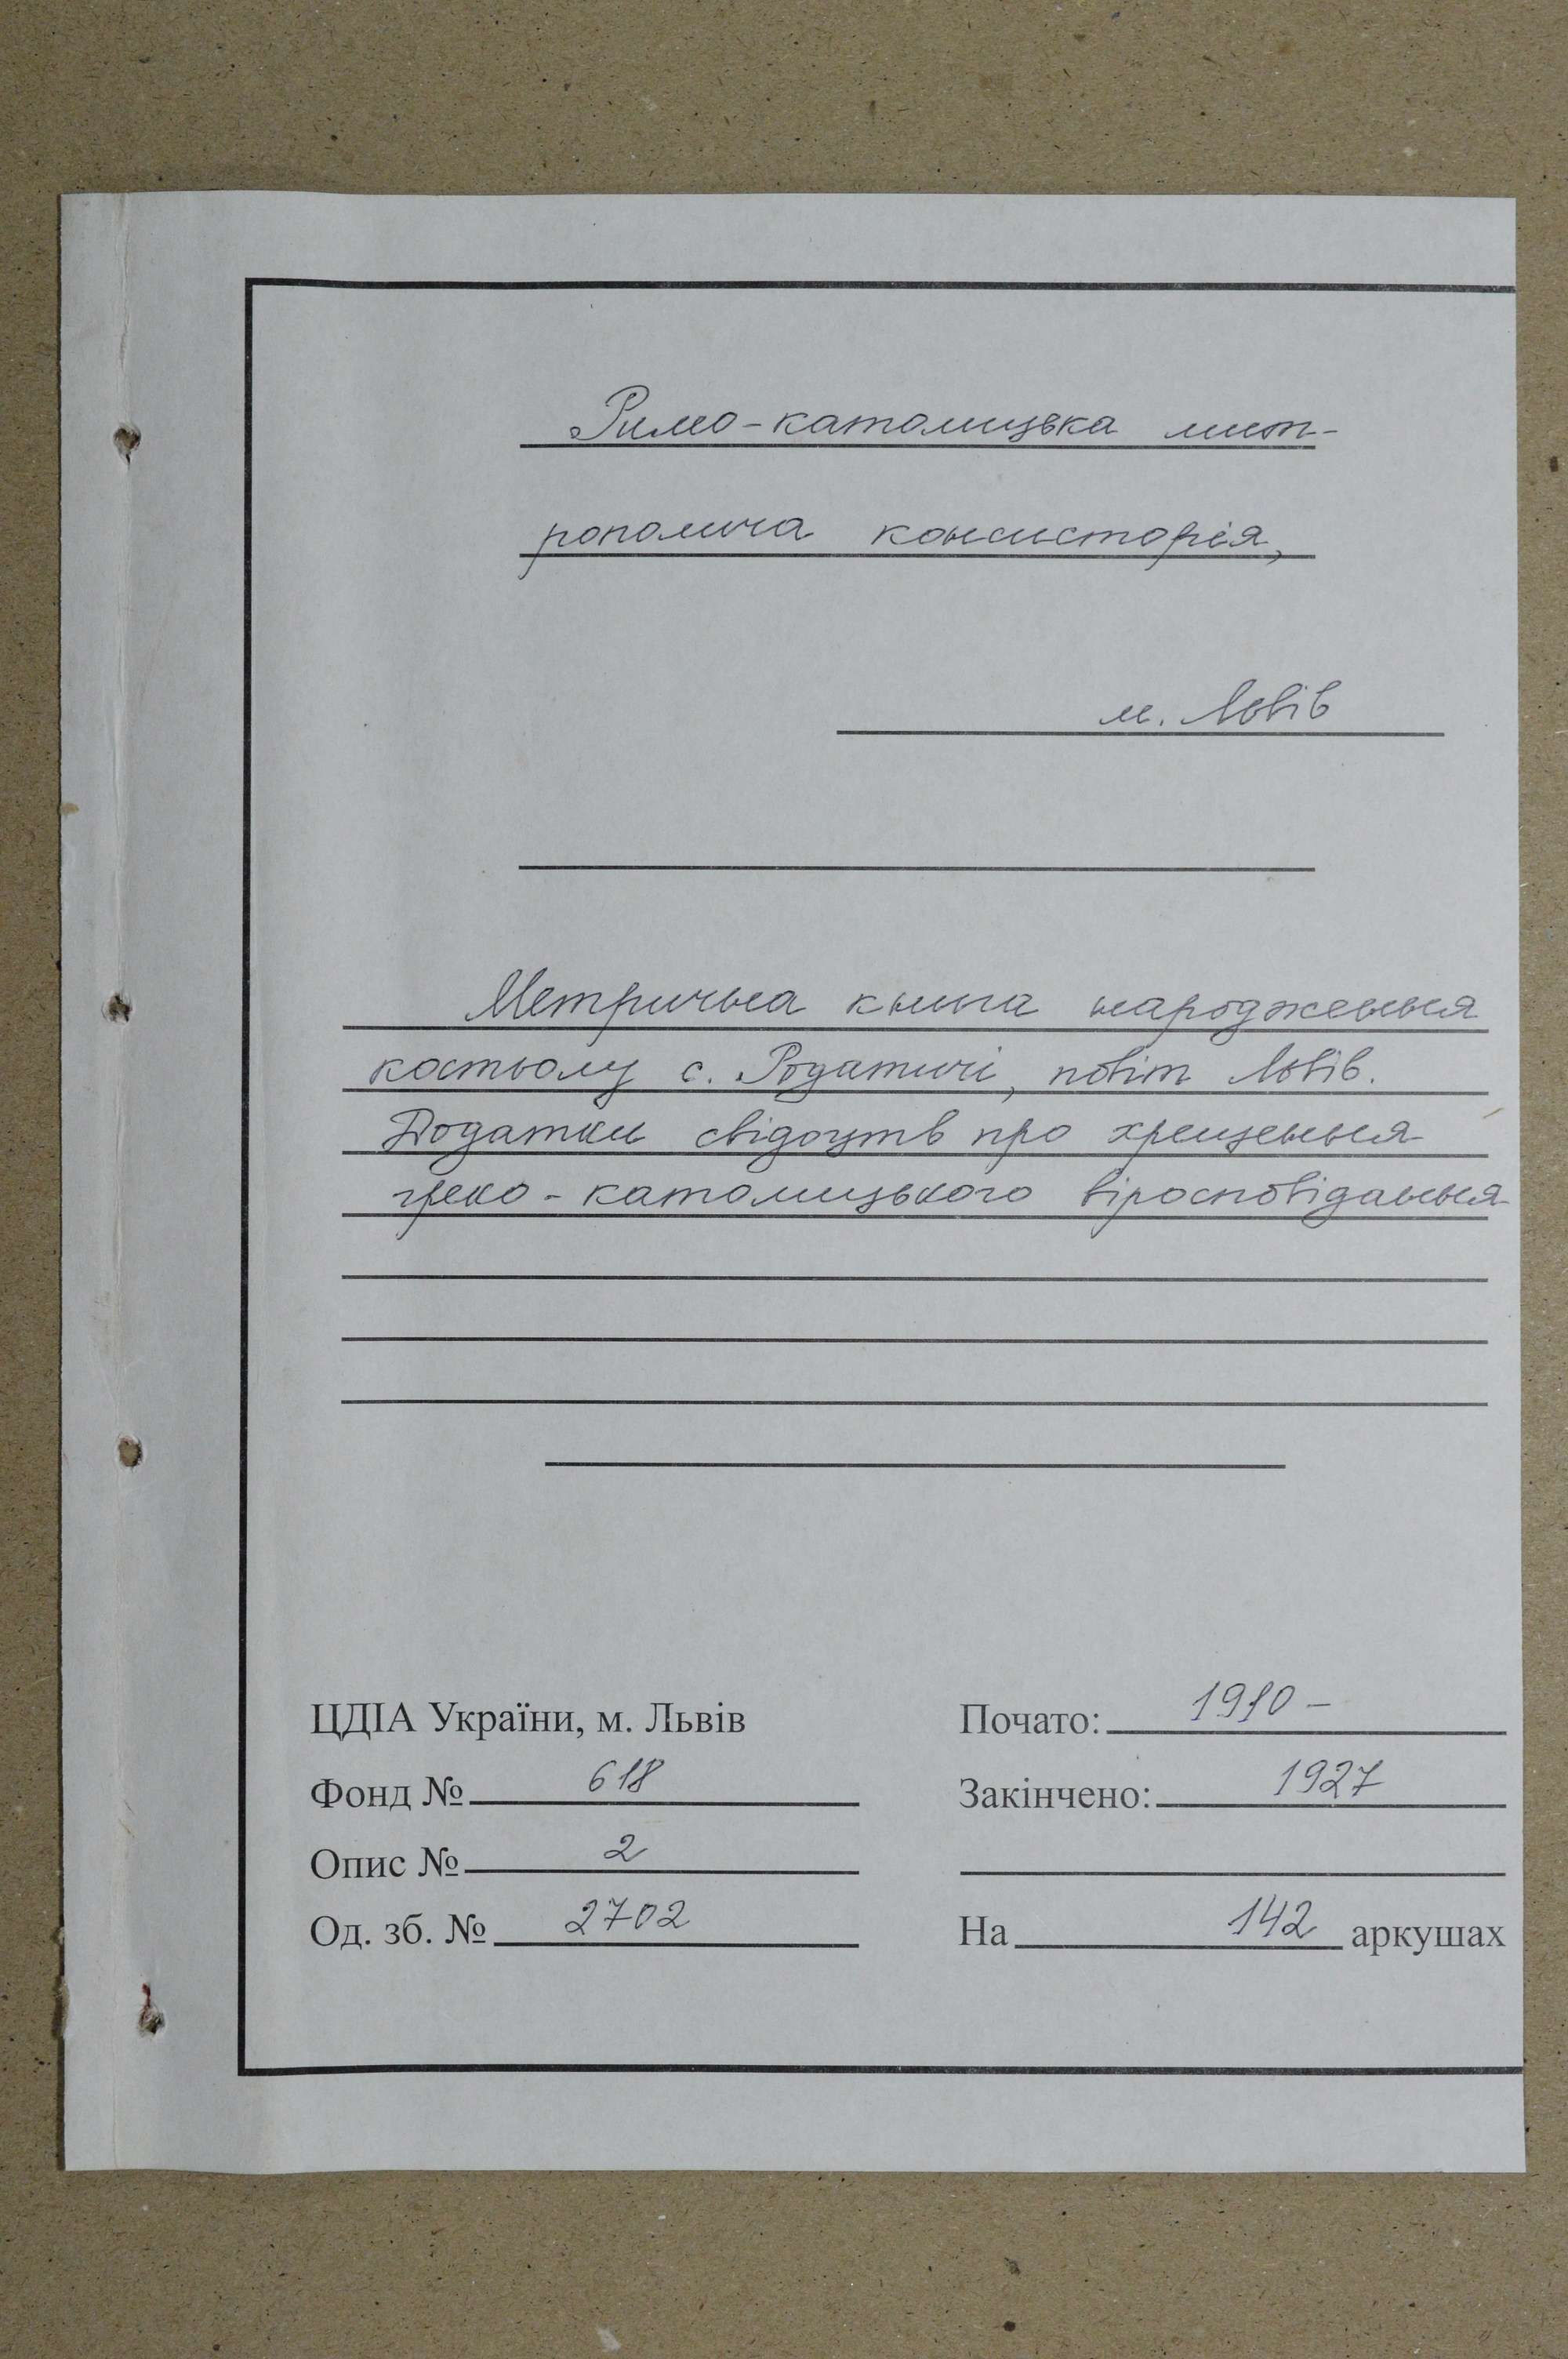 Римо-католицька мит-
рополича консисторія,
м. Львів
Метрична книга народження
костьолу с. Родатичі, повіт Львів.
Додатки свідоцтв про хрещення
греко-католицького віросповідання
ЦДІА України, м. Львів
Фонд № 618
Опис № 2
Од. зб. № 2702
Почато: 1910 -
Закінчено: 1927
На 142 аркушах